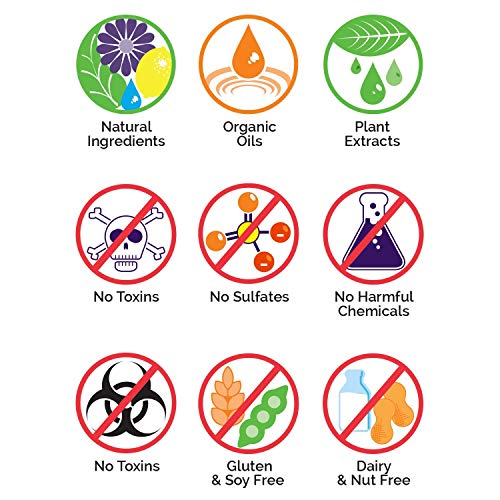 Natural
Ingredients
Organic
Oils
Plant
Extracts
No Toxins
No Sulfates
No Harmful
Chemicals
No Toxins
Gluten
& Soy Free
Dairy
& Nut Free